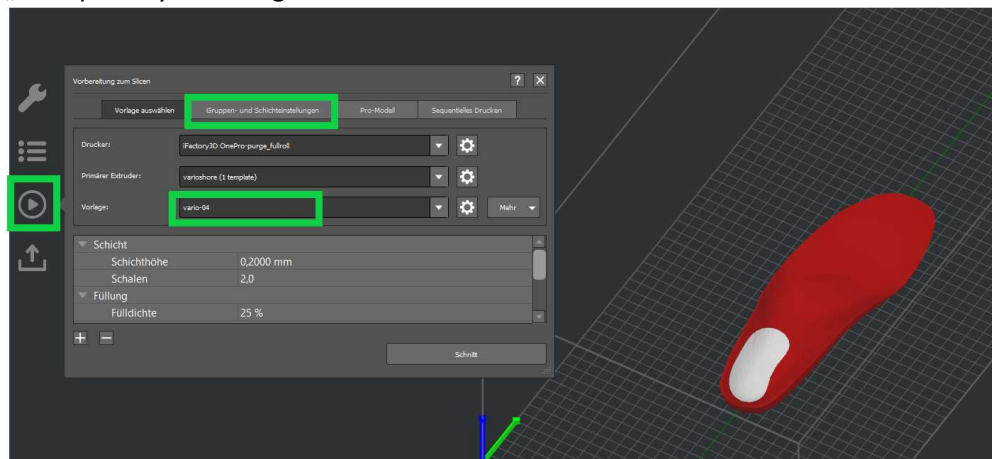 Vorbereitung zum Slicen
? X
Vorlage auswählen Gruppen- und Schichteinstellungen Pro-Modell Sequentielles Drucken
Drucker: iFactory3D OnePro-purge_fullroll
Primärer Extruder: varioshore (1 template)
Vorlage: vario-04 Mehr
Schicht
Schichthöhe 0,2000 mm
Schalen 2,0
Füllung
Fülldichte 25 %
+ −
Schnitt